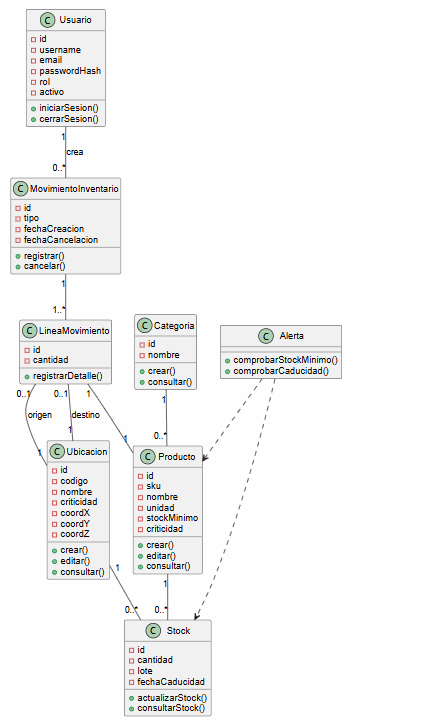 C Usuario
id
username
email
passwordHash
rol
activo
iniciarSesion()
cerrarSesion()
1
crea
0..*
C MovimientoInventario
id
tipo
fechaCreacion
fechaCancelacion
registrar()
cancelar()
1
1..*
C LineaMovimiento
id
cantidad
registrarDetalle()
C Categoria
id
nombre
crear()
consultar()
C Alerta
comprobarStockMinimo()
comprobarCaducidad()
0..1
0..1
1
1
origen
destino
1
1
1
0..*
C Ubicacion
id
codigo
nombre
criticidad
coordX
coordY
coordZ
crear()
editar()
consultar()
C Producto
id
sku
nombre
unidad
stockMinimo
criticidad
crear()
editar()
consultar()
1
1
0..*
0..*
C Stock
id
cantidad
lote
fechaCaducidad
actualizarStock()
consultarStock()